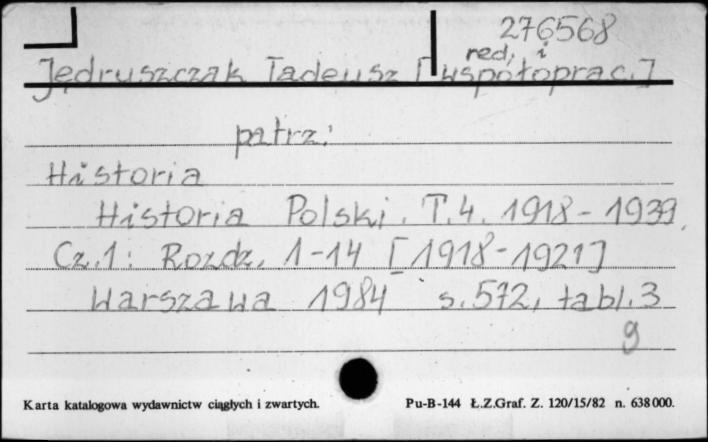 276568
red. i
Jędruszczak Tadeusz [współoprac.]
patrz:
Historia
Historia Polski. T.4. 1918-1939.
Cz.1: Rozdz. 1-14 [1918-1921]
Warszawa 1984 s.572, tabl.3
g
Karta katalogowa wydawnictw ciągłych i zwartych. Pu-B-144 Ł.Z.Graf. Z. 120/15/82 n. 638000.